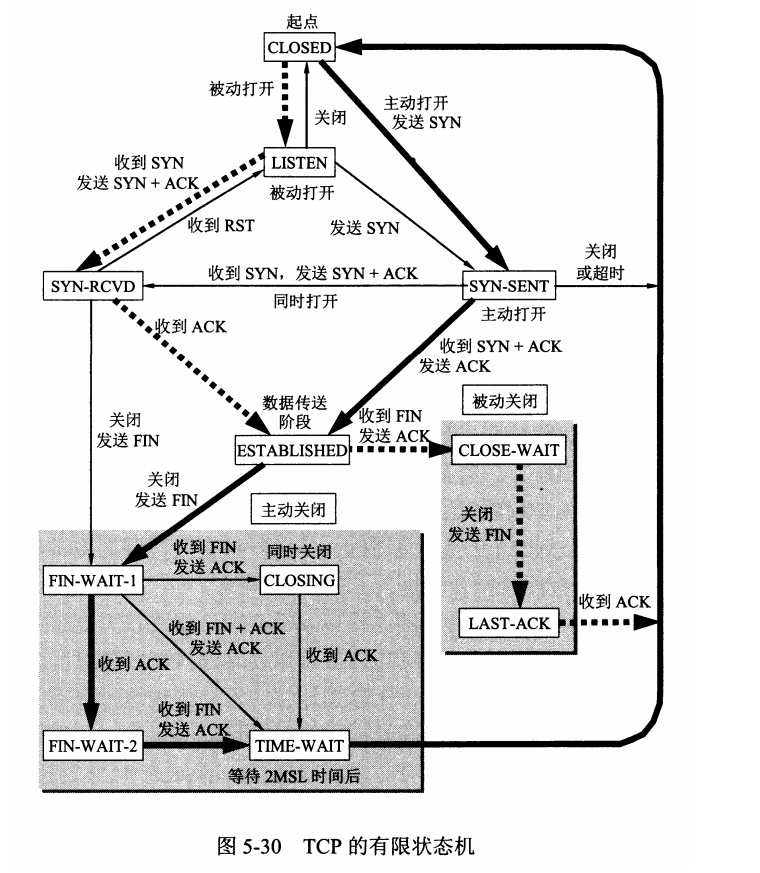 起点
CLOSED
被动打开
关闭
主动打开
发送 SYN
收到 SYN
发送 SYN + ACK
LISTEN
被动打开
收到 RST
发送 SYN
关闭
或超时
SYN-RCVD
收到 SYN，发送 SYN + ACK
同时打开
SYN-SENT
主动打开
收到 ACK
收到 SYN + ACK
发送 ACK
关闭
发送 FIN
数据传送
阶段
ESTABLISHED
收到 FIN
发送 ACK
被动关闭
CLOSE-WAIT
关闭
发送 FIN
主动关闭
关闭
发送 FIN
FIN-WAIT-1
收到 FIN
发送 ACK
同时关闭
CLOSING
LAST-ACK
收到 ACK
收到 ACK
收到 FIN + ACK
发送 ACK
收到 ACK
FIN-WAIT-2
收到 FIN
发送 ACK
TIME-WAIT
等待 2MSL 时间后
图 5-30 TCP 的有限状态机